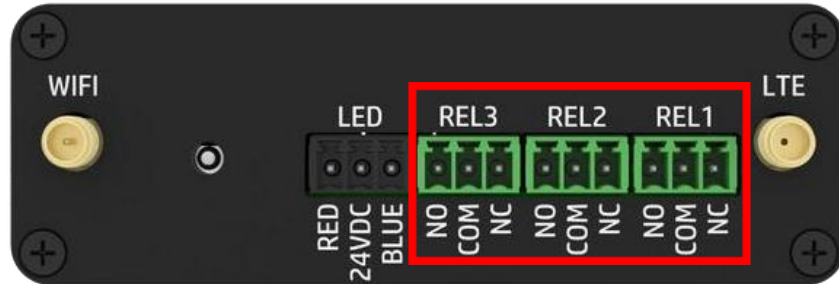 WIFI
LTE
LED REL3 REL2 REL1
RED 24VDC BLUE NO COM NC NO COM NC NO COM NC